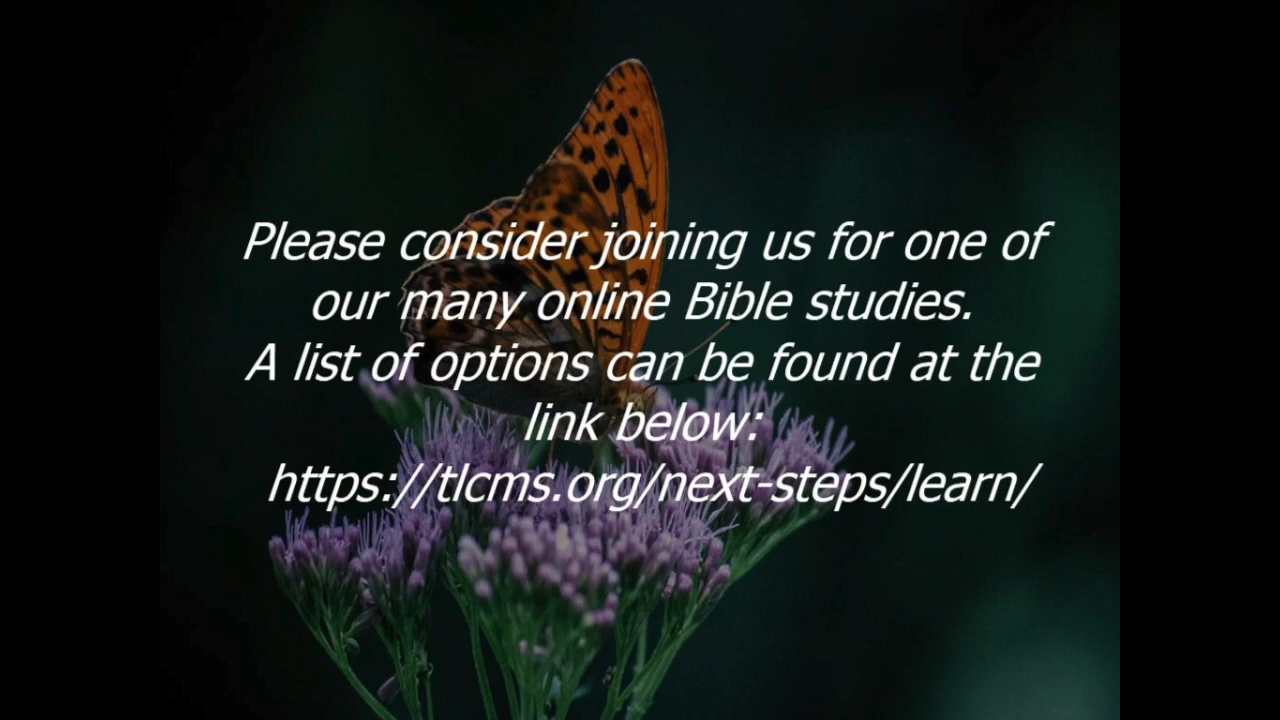 Please consider joining us for one of
our many online Bible studies.
A list of options can be found at the
link below:
https://tlcms.org/next-steps/learn/